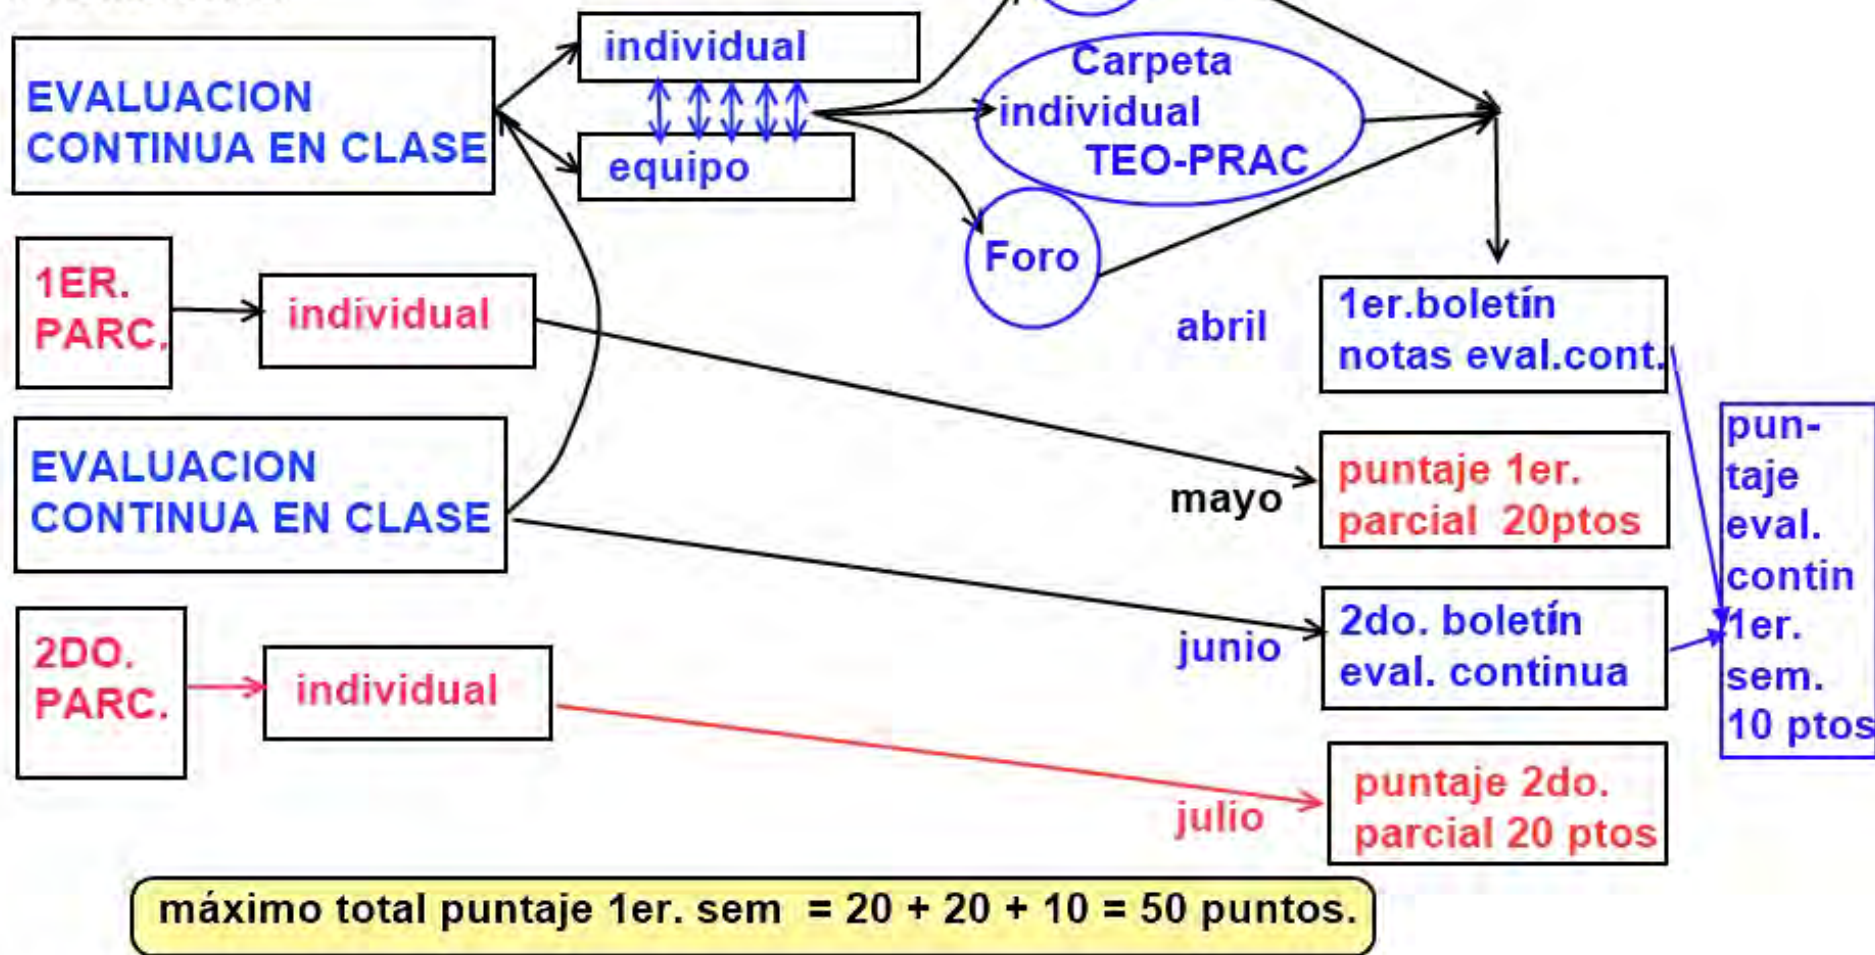 individual
EVALUACION
CONTINUA EN CLASE
equipo
Carpeta
individual
TEO-PRAC
Foro
1ER.
PARC.
individual
abril
1er.boletín
notas eval.cont.
EVALUACION
CONTINUA EN CLASE
mayo
puntaje 1er.
parcial 20ptos
pun-
taje
eval.
contin
1er.
sem.
10 ptos
junio
2do. boletín
eval. continua
2DO.
PARC.
individual
julio
puntaje 2do.
parcial 20 ptos
máximo total puntaje 1er. sem = 20 + 20 + 10 = 50 puntos.